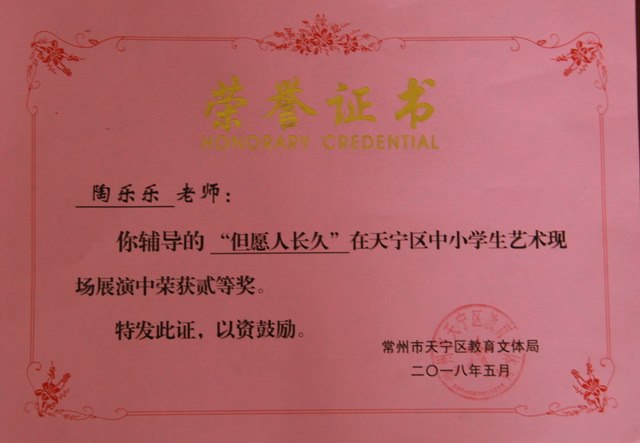 荣誉证书
HONORARY CREDENTIAL
陶乐乐 老师：
你辅导的 “但愿人长久” 在天宁区中小学生艺术现
场展演中荣获贰等奖。
特发此证，以资鼓励。
常州市天宁区教育文体局
二〇一八年五月